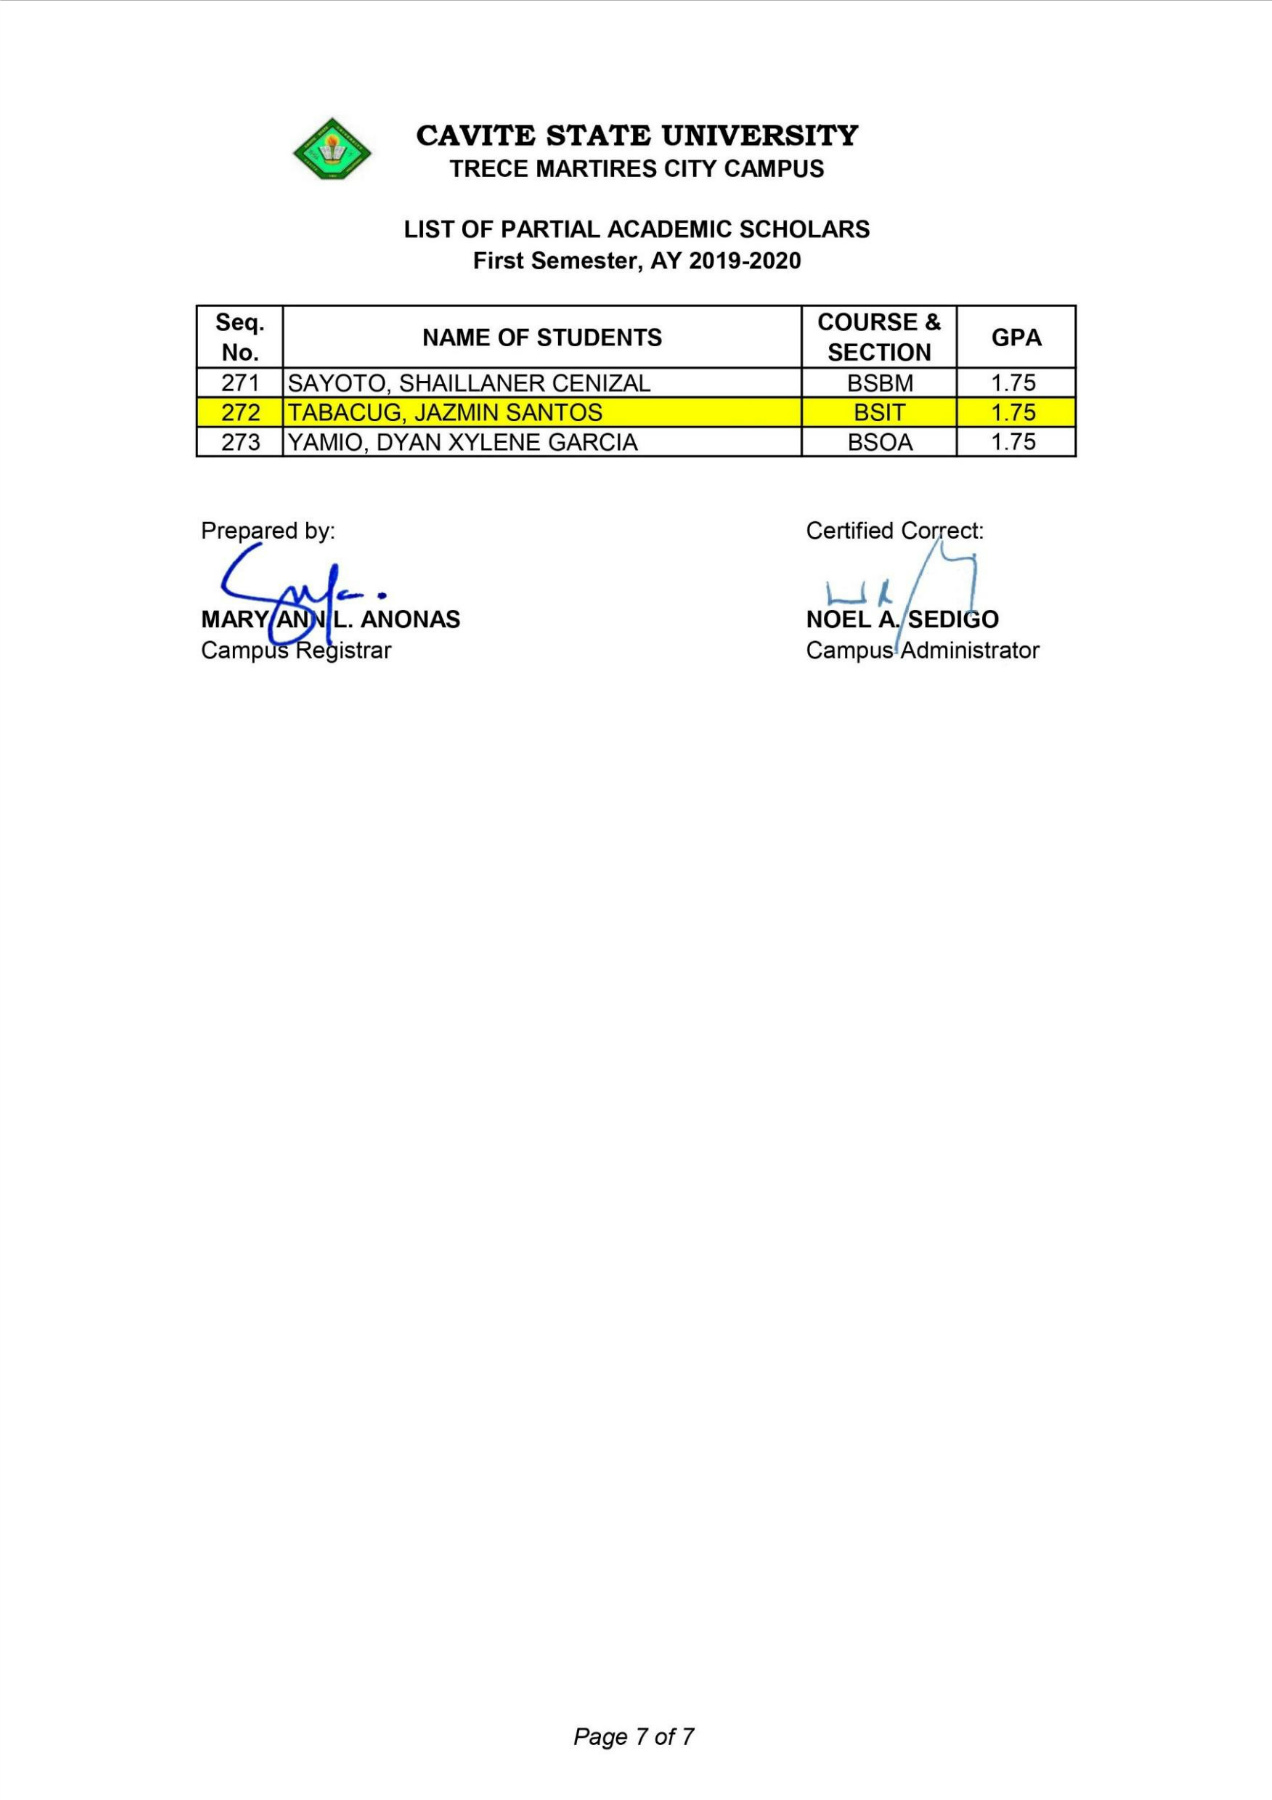 CAVITE STATE UNIVERSITY
TRECE MARTIRES CITY CAMPUS
LIST OF PARTIAL ACADEMIC SCHOLARS
First Semester, AY 2019-2020
Seq. No. NAME OF STUDENTS COURSE & SECTION GPA
271 SAYOTO, SHAILLANER CENIZAL BSBM 1.75
272 TABACUG, JAZMIN SANTOS BSIT 1.75
273 YAMIO, DYAN XYLENE GARCIA BSOA 1.75
Prepared by: Certified Correct:
MARY ANN L. ANONAS NOEL A. SEDIGO
Campus Registrar Campus Administrator
Page 7 of 7